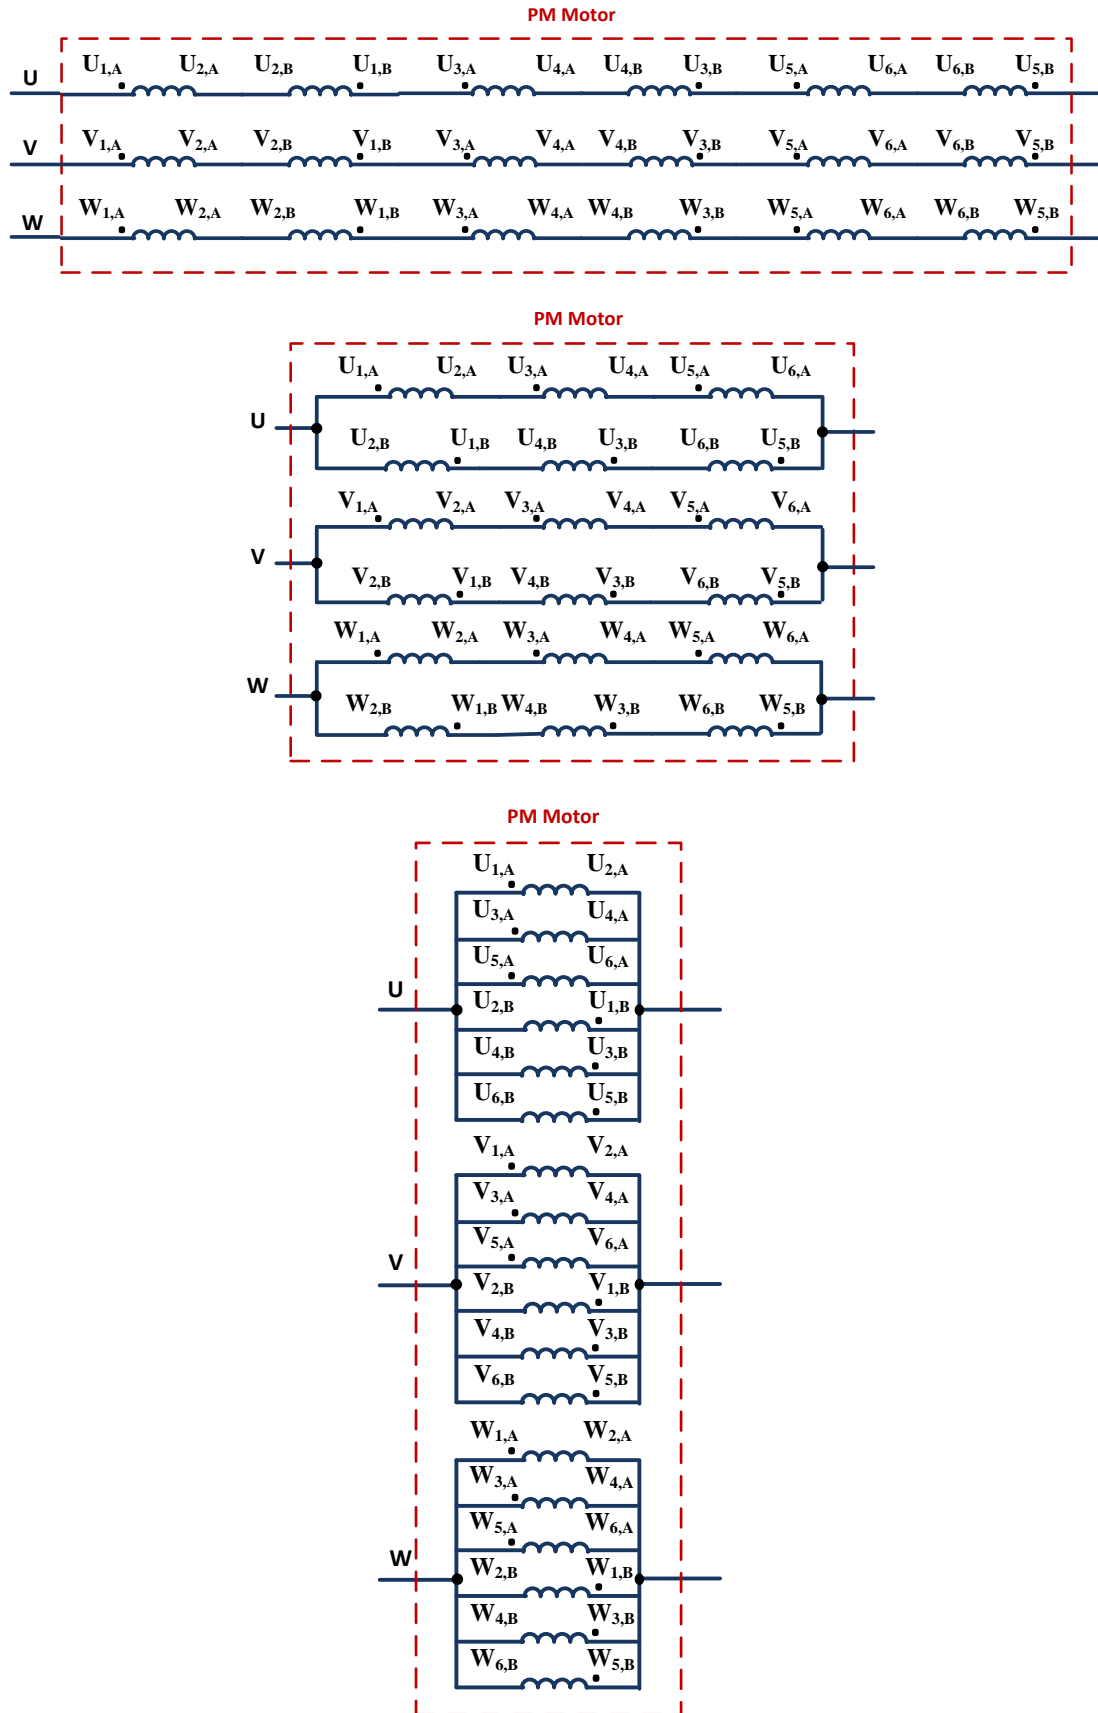 PM Motor
U1,A U2,A U2,B U1,B U3,A U4,A U4,B U3,B U5,A U6,A U6,B U5,B
U
V1,A V2,A V2,B V1,B V3,A V4,A V4,B V3,B V5,A V6,A V6,B V5,B
V
W1,A W2,A W2,B W1,B W3,A W4,A W4,B W3,B W5,A W6,A W6,B W5,B
W
PM Motor
U1,A U2,A U3,A U4,A U5,A U6,A
U
U2,B U1,B U4,B U3,B U6,B U5,B
V1,A V2,A V3,A V4,A V5,A V6,A
V
V2,B V1,B V4,B V3,B V6,B V5,B
W1,A W2,A W3,A W4,A W5,A W6,A
W
W2,B W1,B W4,B W3,B W6,B W5,B
PM Motor
U1,A U2,A
U3,A U4,A
U5,A U6,A
U
U2,B U1,B
U4,B U3,B
U6,B U5,B
V1,A V2,A
V3,A V4,A
V5,A V6,A
V
V2,B V1,B
V4,B V3,B
V6,B V5,B
W1,A W2,A
W3,A W4,A
W5,A W6,A
W
W2,B W1,B
W4,B W3,B
W6,B W5,B